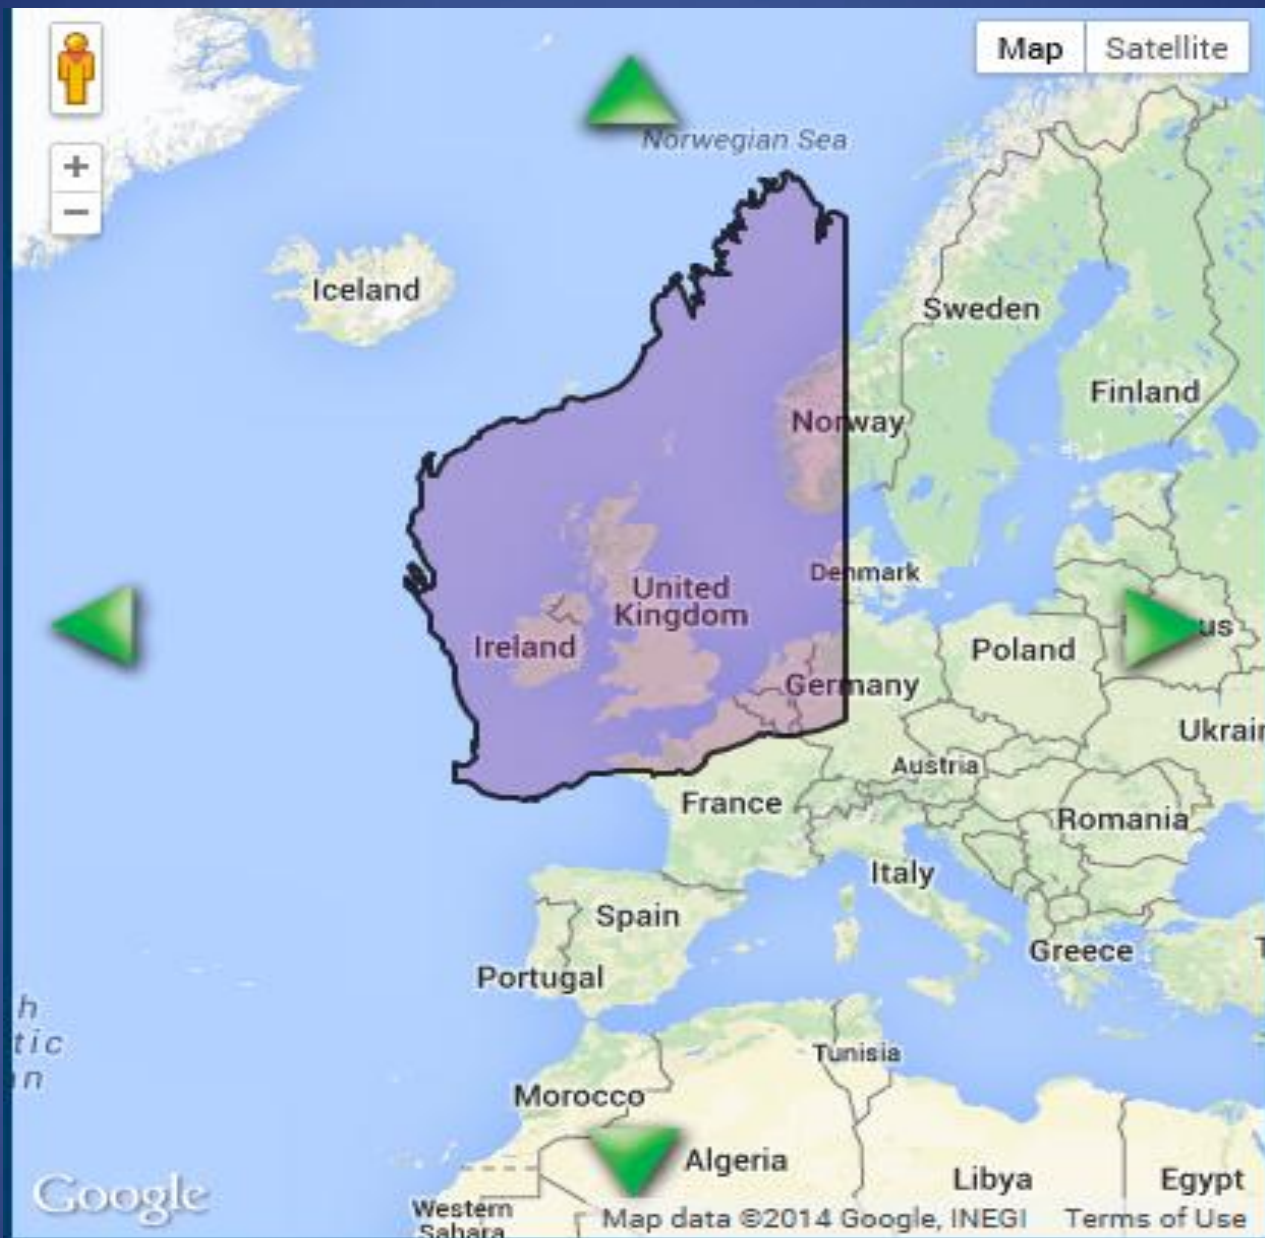 Map
Satellite
+
−
Norwegian Sea
Iceland
Sweden
Finland
Norway
Denmark
United
Kingdom
Ireland
us
Poland
Germany
Ukrai
Austria
France
Romania
Italy
Spain
Greece
Portugal
h
tic
n
Tunisia
Morocco
Algeria
Libya
Egypt
Google
Western
Sahara
Map data ©2014 Google, INEGI
Terms of Use